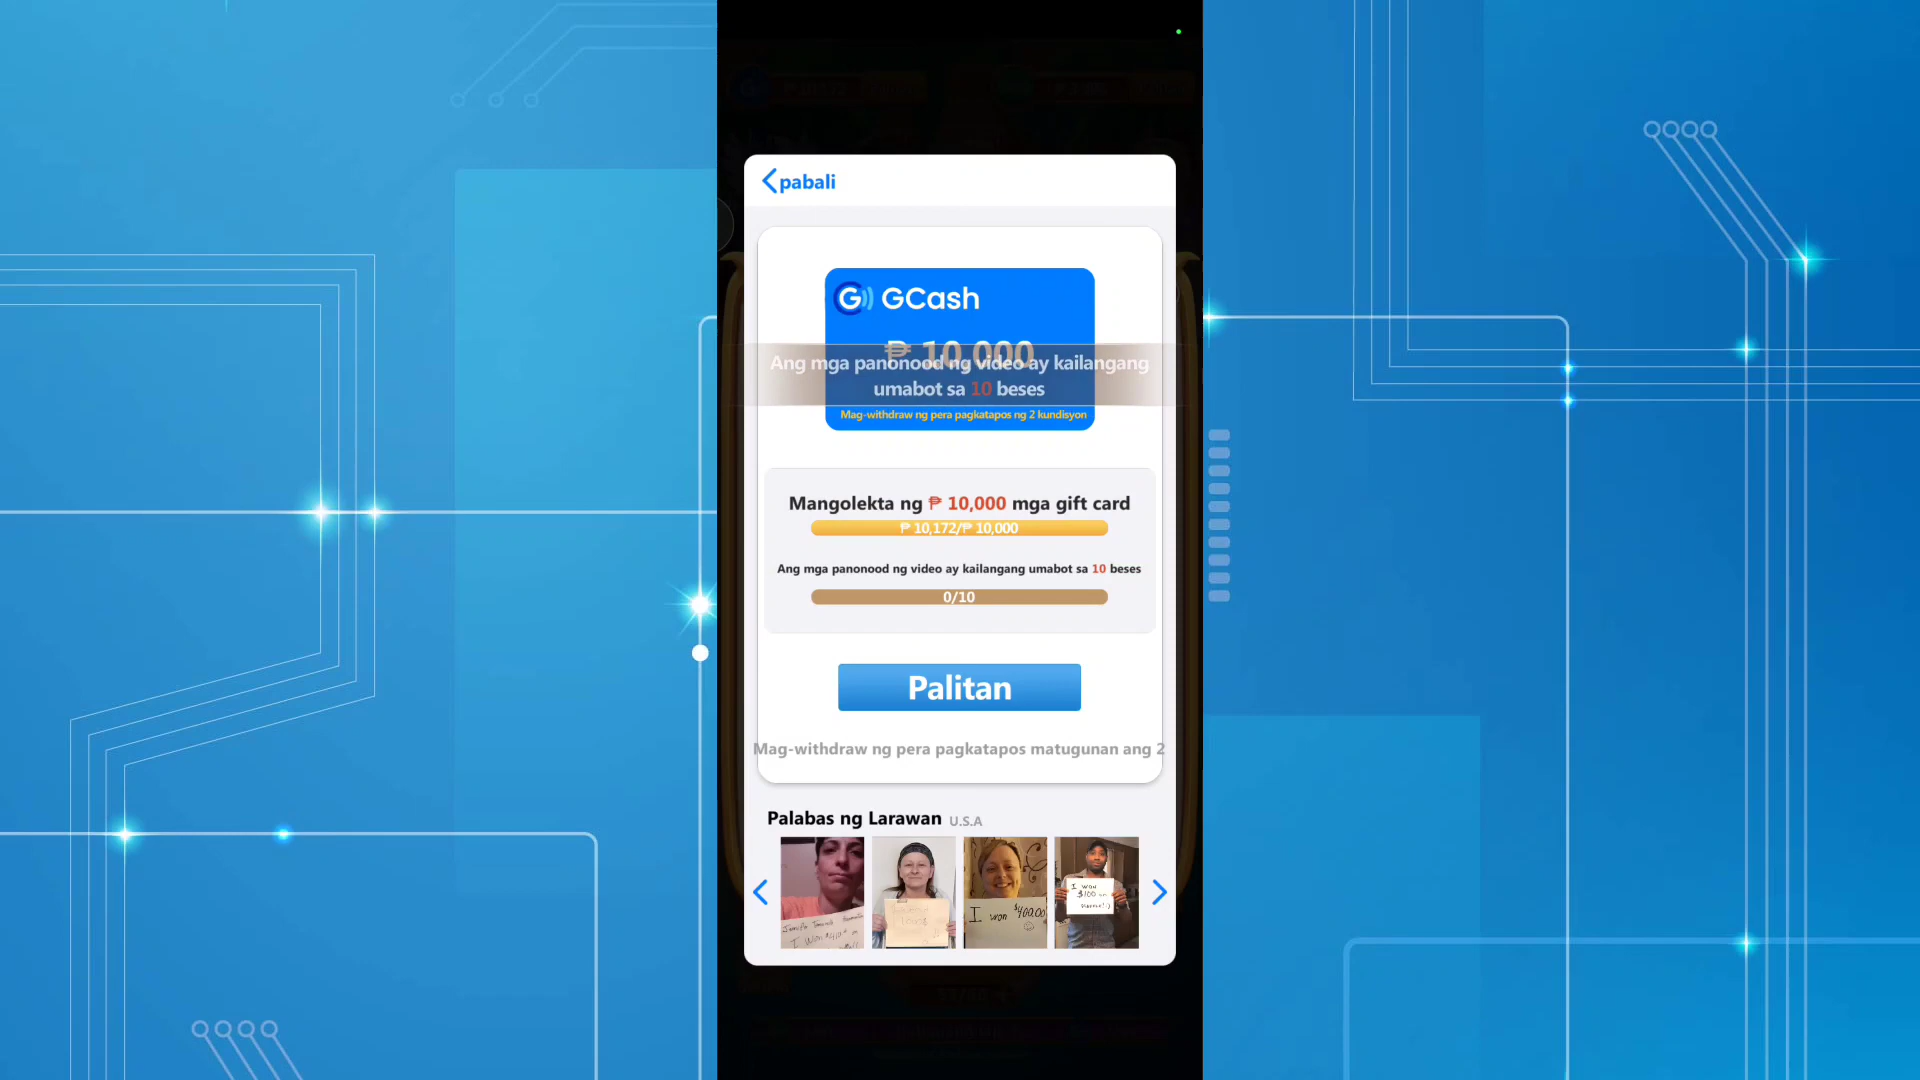 pabali
GCash
₱ 10,000
Ang mga panonood ng video ay kailangang
umabot sa 10 beses
Mag-withdraw ng pera pagkatapos ng 2 kundisyon
Mangolekta ng ₱ 10,000 mga gift card
₱ 10,172/₱ 10,000
Ang mga panonood ng video ay kailangang umabot sa 10 beses
0/10
Palitan
Mag-withdraw ng pera pagkatapos matugunan ang 2
Palabas ng Larawan U.S.A
I won $400.00
I won
$100 on